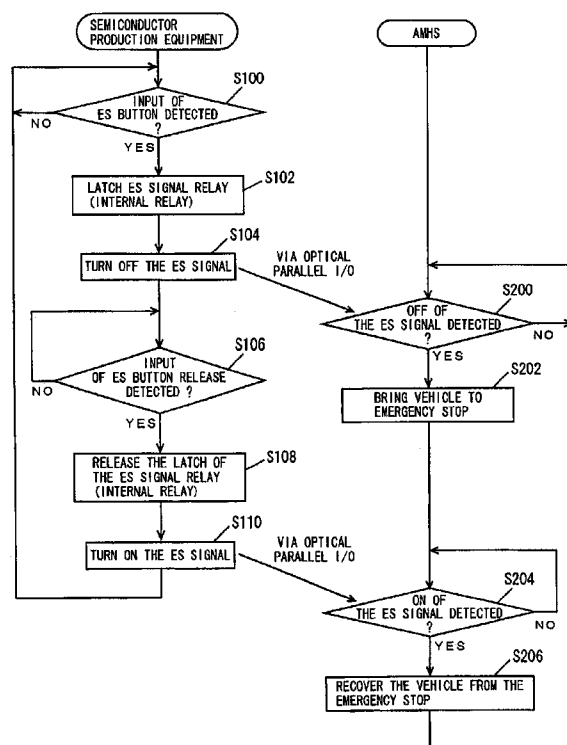 SEMICONDUCTOR
PRODUCTION EQUIPMENT
AMHS
S100
INPUT OF
ES BUTTON DETECTED
?
NO
YES
S102
LATCH ES SIGNAL RELAY
(INTERNAL RELAY)
S104
TURN OFF THE ES SIGNAL
VIA OPTICAL
PARALLEL I/O
S200
OFF OF
THE ES SIGNAL DETECTED
?
NO
YES
S106
INPUT
OF ES BUTTON RELEASE
DETECTED ?
NO
YES
S202
BRING VEHICLE TO
EMERGENCY STOP
S108
RELEASE THE LATCH OF
THE ES SIGNAL RELAY
(INTERNAL RELAY)
S110
TURN ON THE ES SIGNAL
VIA OPTICAL
PARALLEL I/O
S204
ON OF
THE ES SIGNAL DETECTED
?
NO
YES
S206
RECOVER THE VEHICLE FROM THE
EMERGENCY STOP